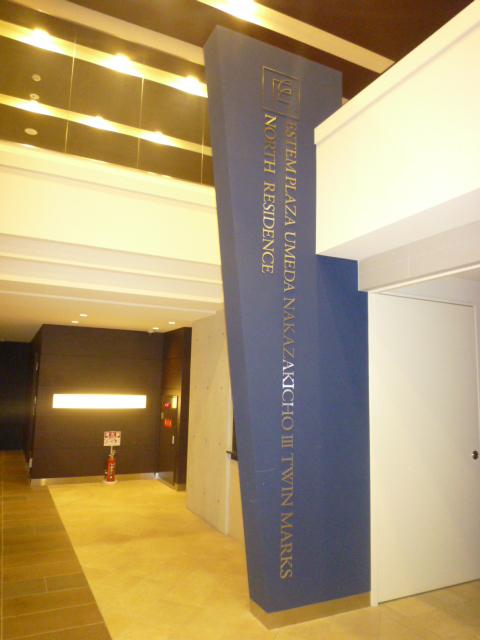 ESTEM PLAZA UMEDA NAKAZAKICHO III TWIN MARKS
NORTH RESIDENCE